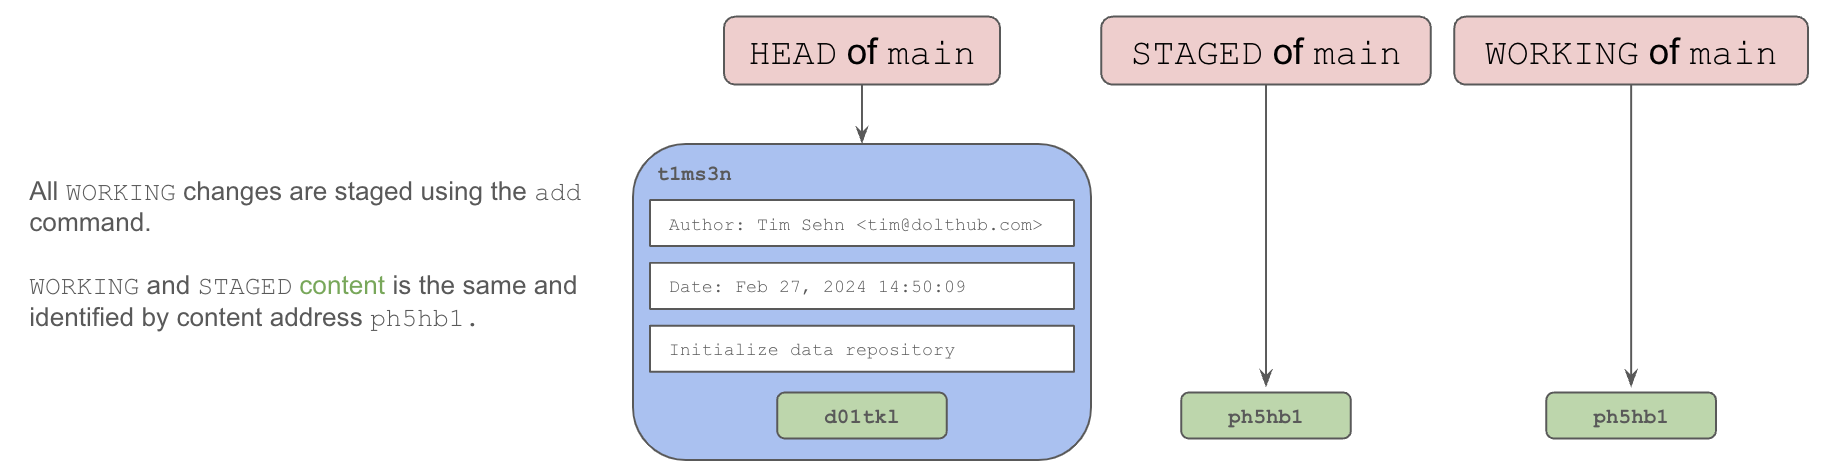 HEAD of main
STAGED of main
WORKING of main
All WORKING changes are staged using the add
command.
WORKING and STAGED content is the same and
identified by content address ph5hb1.
t1ms3n
Author: Tim Sehn <tim@dolthub.com>
Date: Feb 27, 2024 14:50:09
Initialize data repository
d01tkl
ph5hb1
ph5hb1